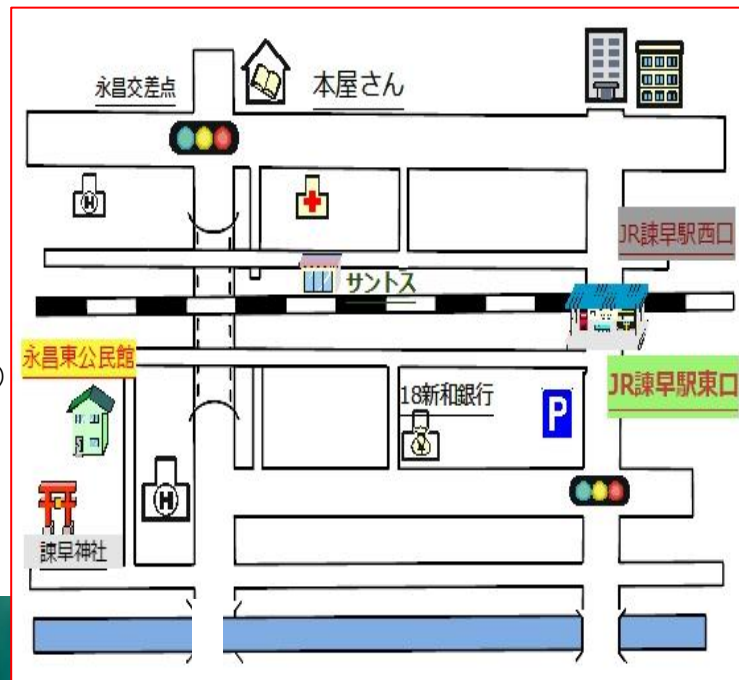 永昌交差点
本屋さん
JR諫早駅西口
サントス
永昌東公民館
18新和銀行
P
JR諫早駅東口
H
H
¥
諫早神社
)